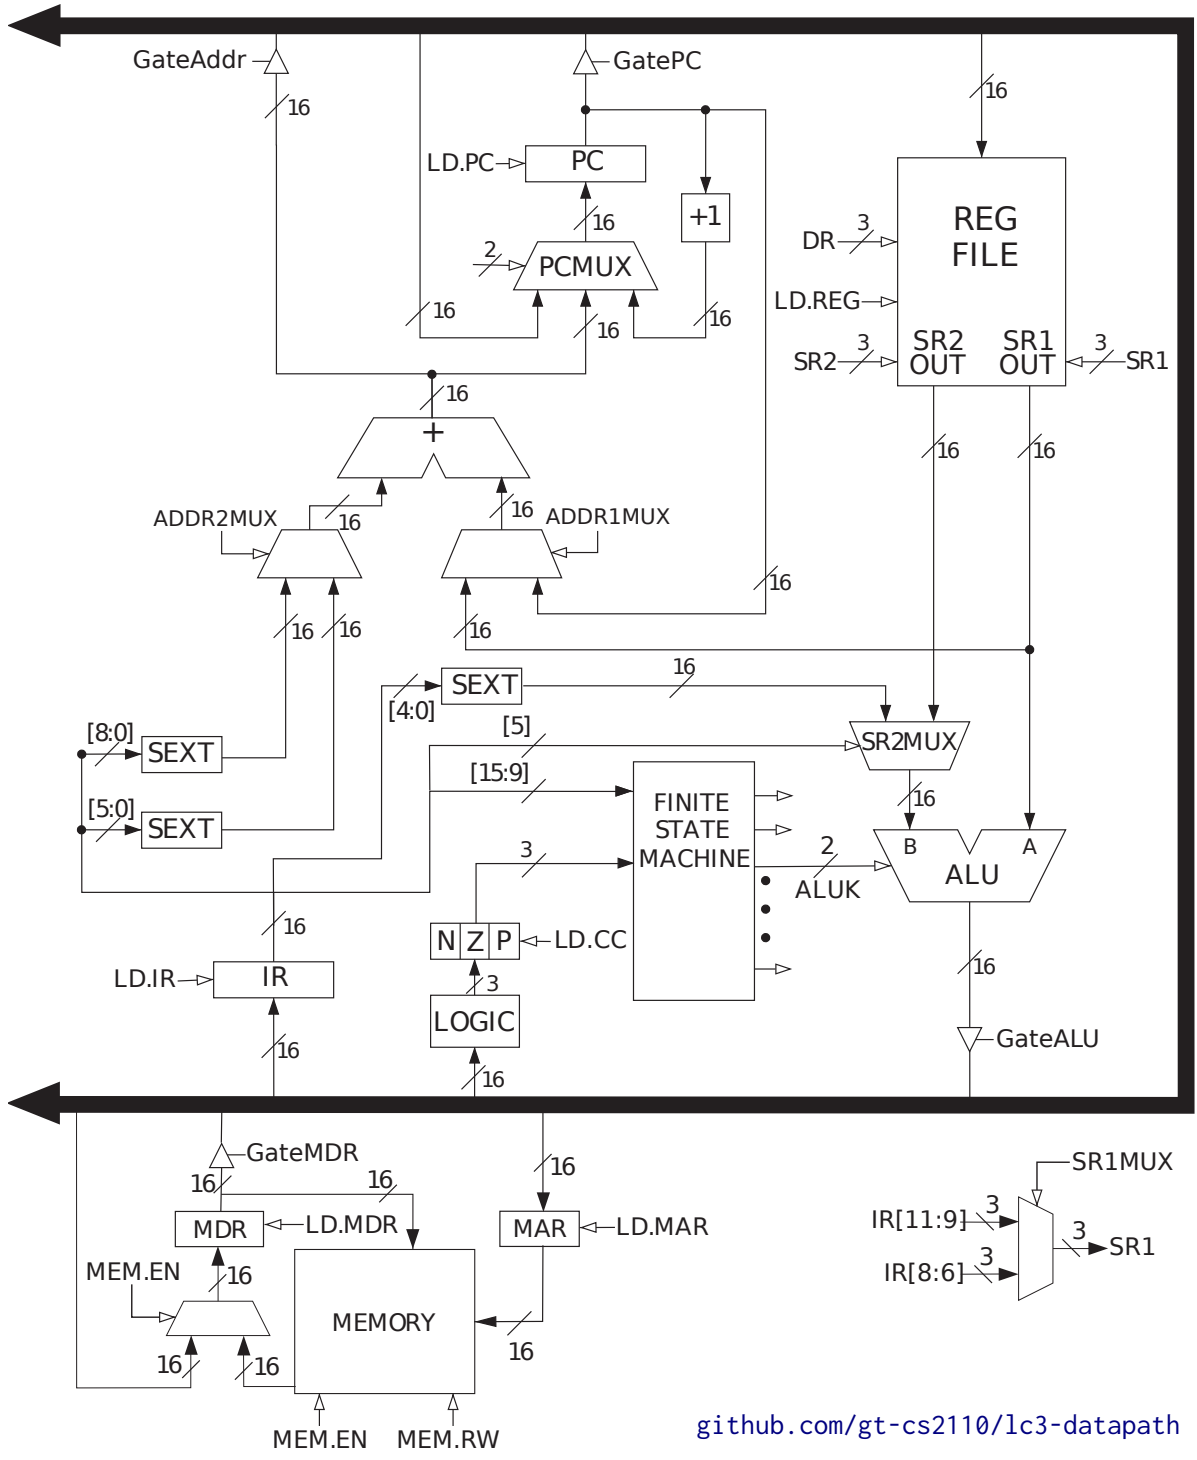 GateAddr
GatePC
16
16
LD.PC
PC
+1
REG
FILE
DR
3
16
2
PCMUX
LD.REG
16
16
16
SR2
3
SR2
OUT
SR1
OUT
3
SR1
16
+
16
16
16
16
ADDR2MUX
ADDR1MUX
16
16
16
16
[4:0]
SEXT
16
[8:0]
SEXT
[5]
SR2MUX
[15:9]
16
[5:0]
SEXT
FINITE
STATE
MACHINE
3
2
ALUK
B
A
ALU
16
N Z P
LD.CC
LD.IR
IR
3
16
LOGIC
GateALU
16
16
GateMDR
16
16
16
SR1MUX
MDR
LD.MDR
MAR
LD.MAR
IR[11:9]
3
3
SR1
MEM.EN
16
IR[8:6]
3
MEMORY
16
16
16
MEM.EN
MEM.RW
github.com/gt-cs2110/lc3-datapath